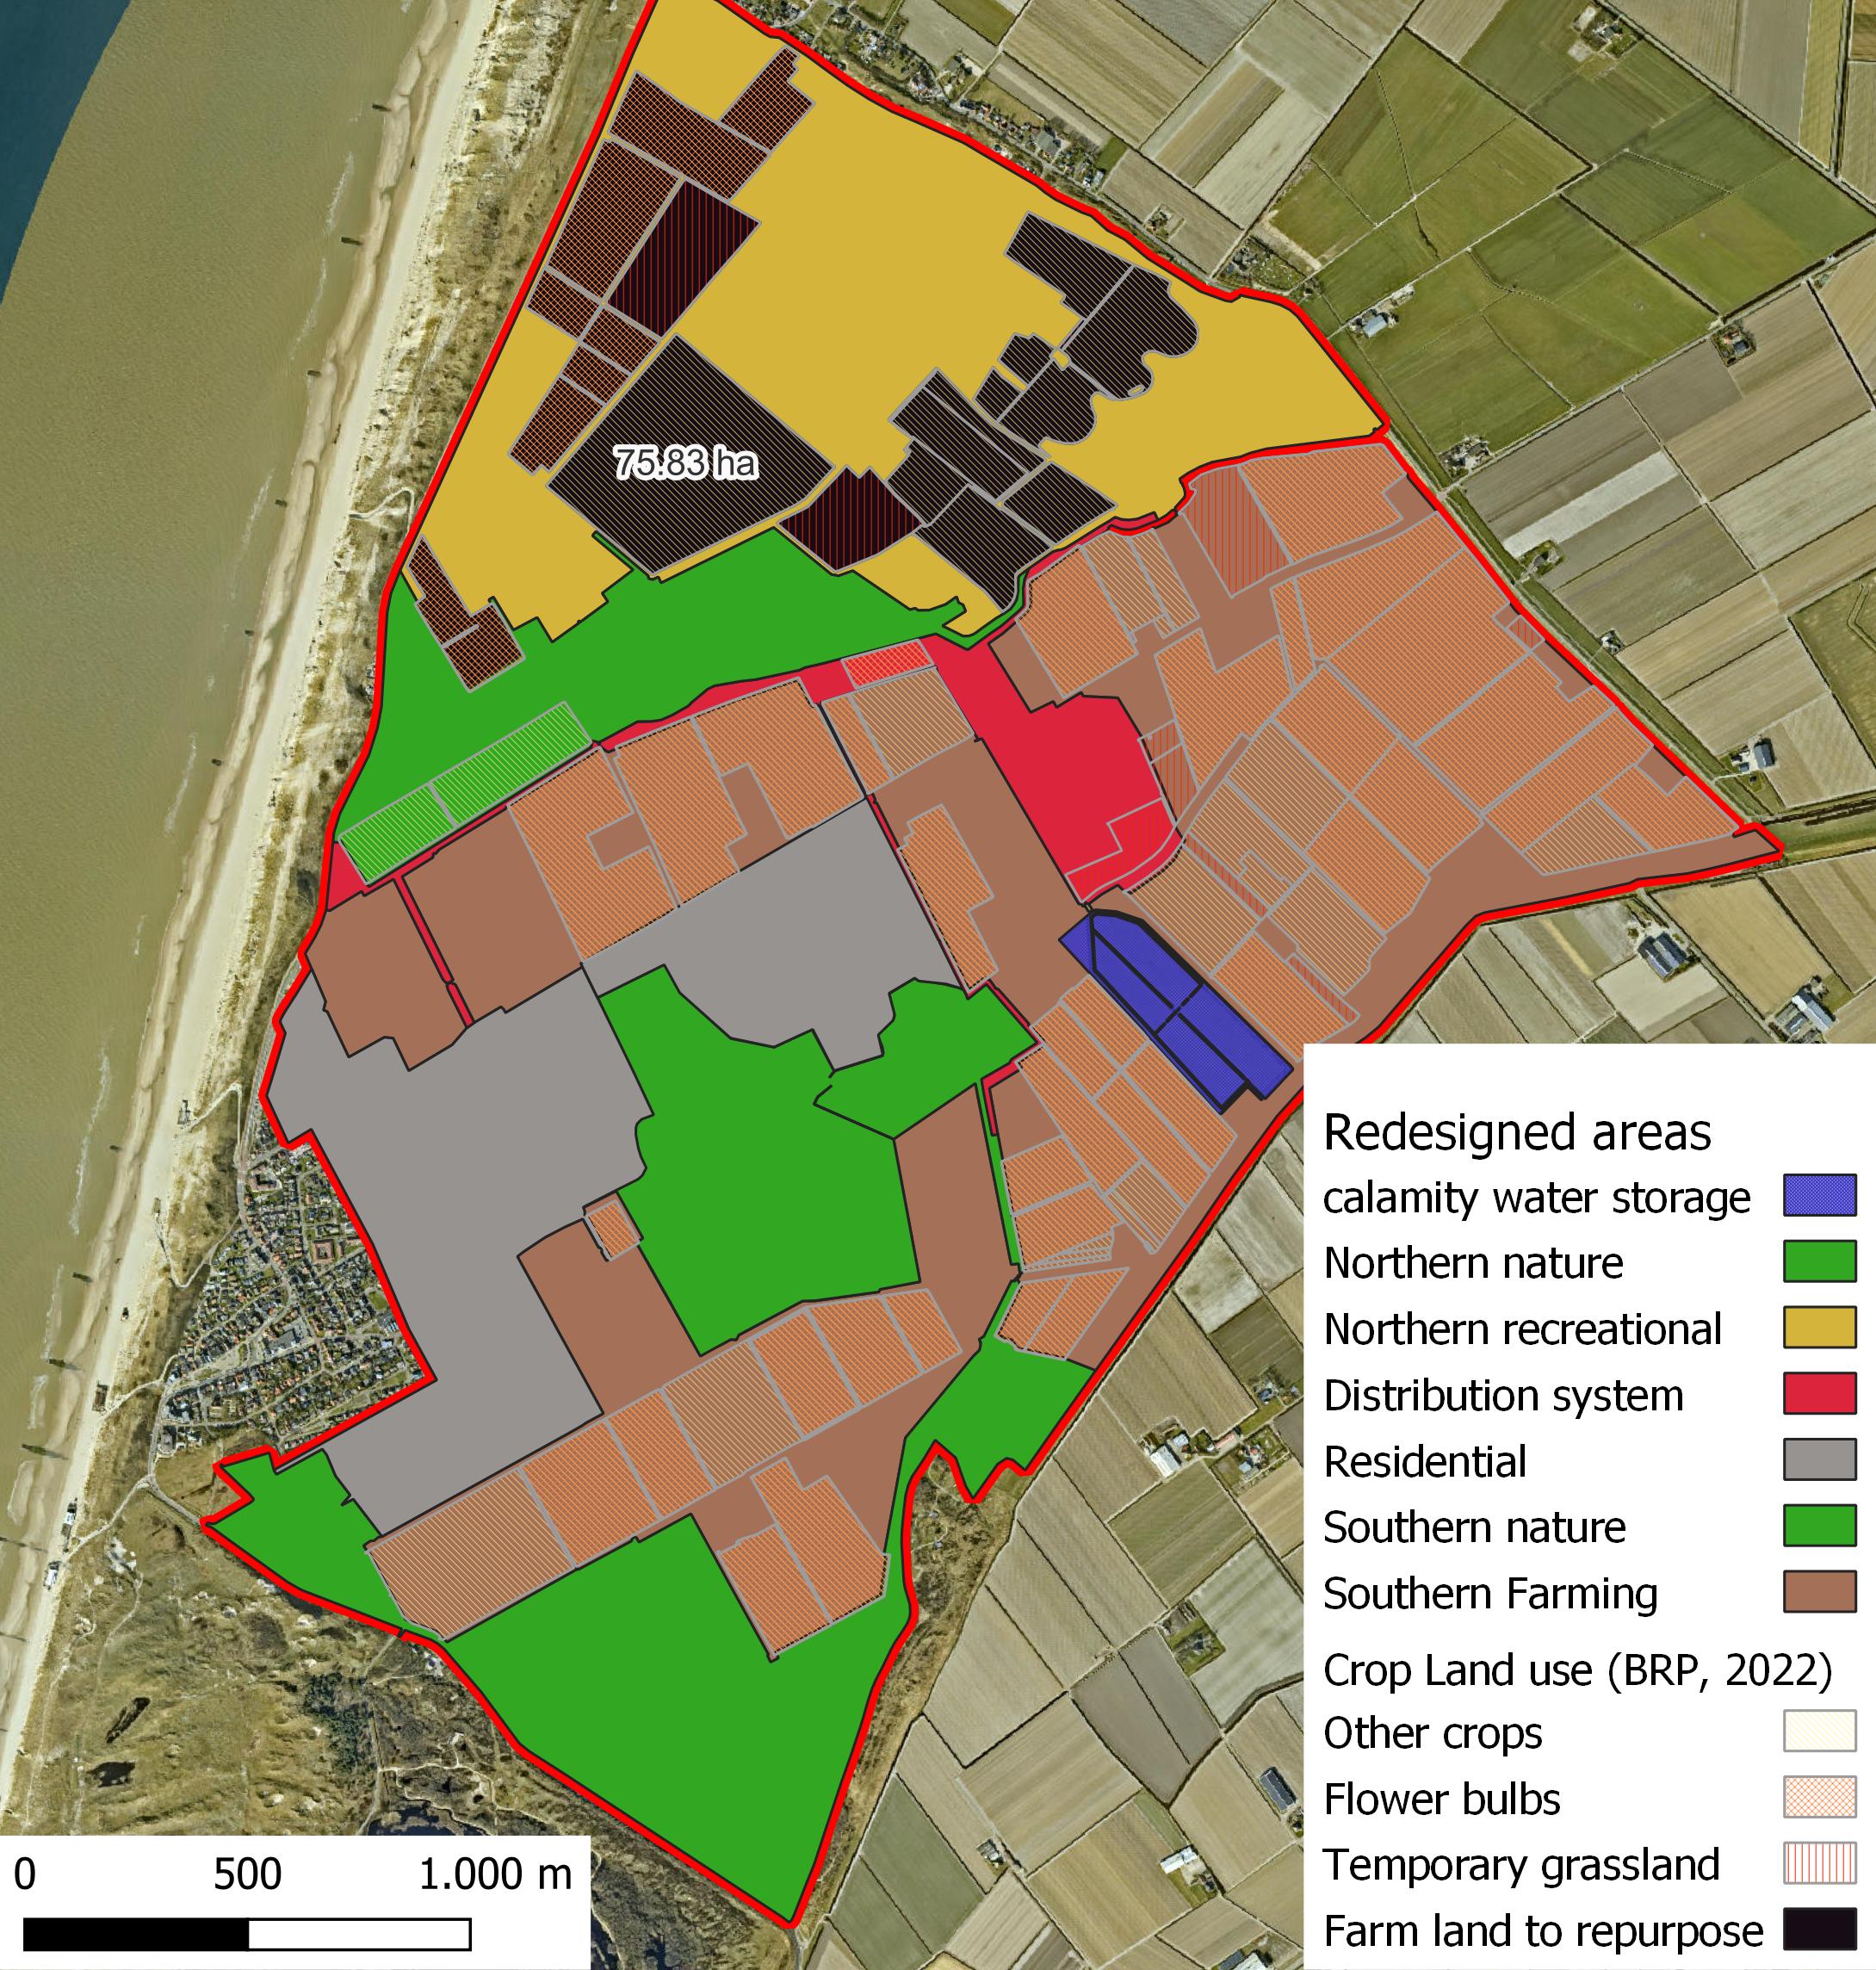 75.83 ha
Redesigned areas
calamity water storage
Northern nature
Northern recreational
Distribution system
Residential
Southern nature
Southern Farming
Crop Land use (BRP, 2022)
Other crops
Flower bulbs
Temporary grassland
Farm land to repurpose
0 500 1.000 m